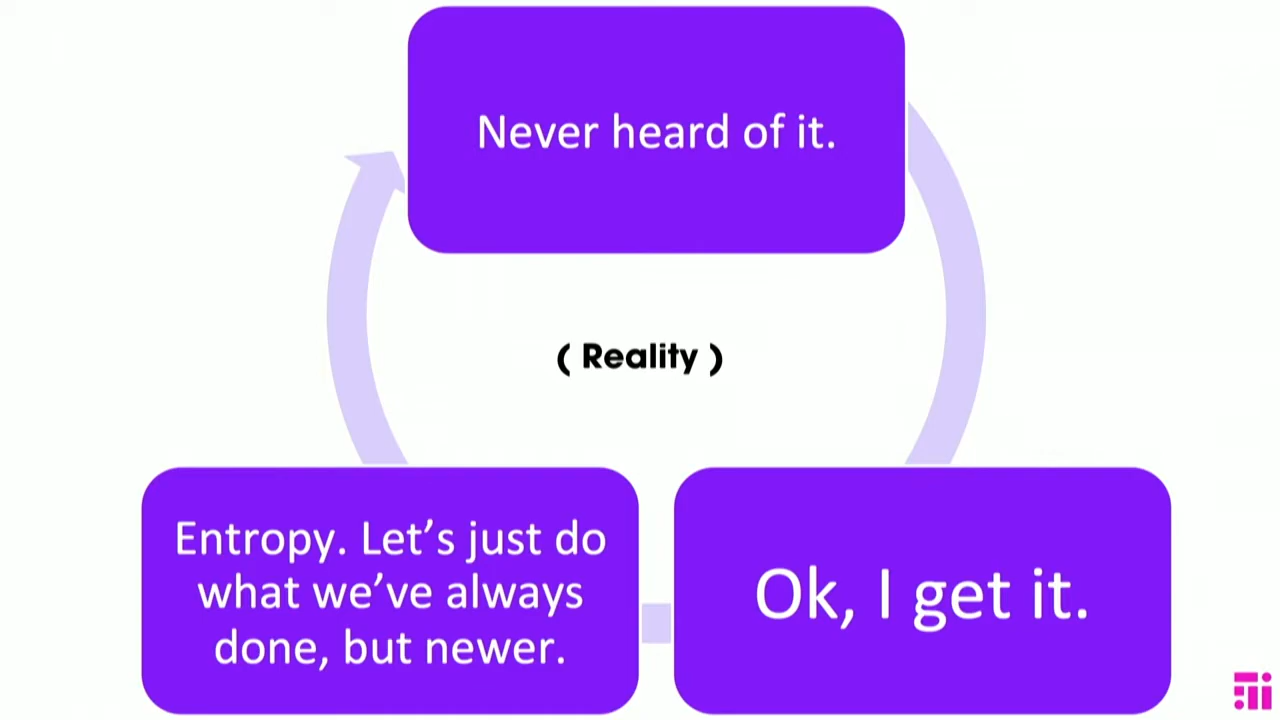 Never heard of it.
( Reality )
Entropy. Let’s just do
what we’ve always
done, but newer.
Ok, I get it.